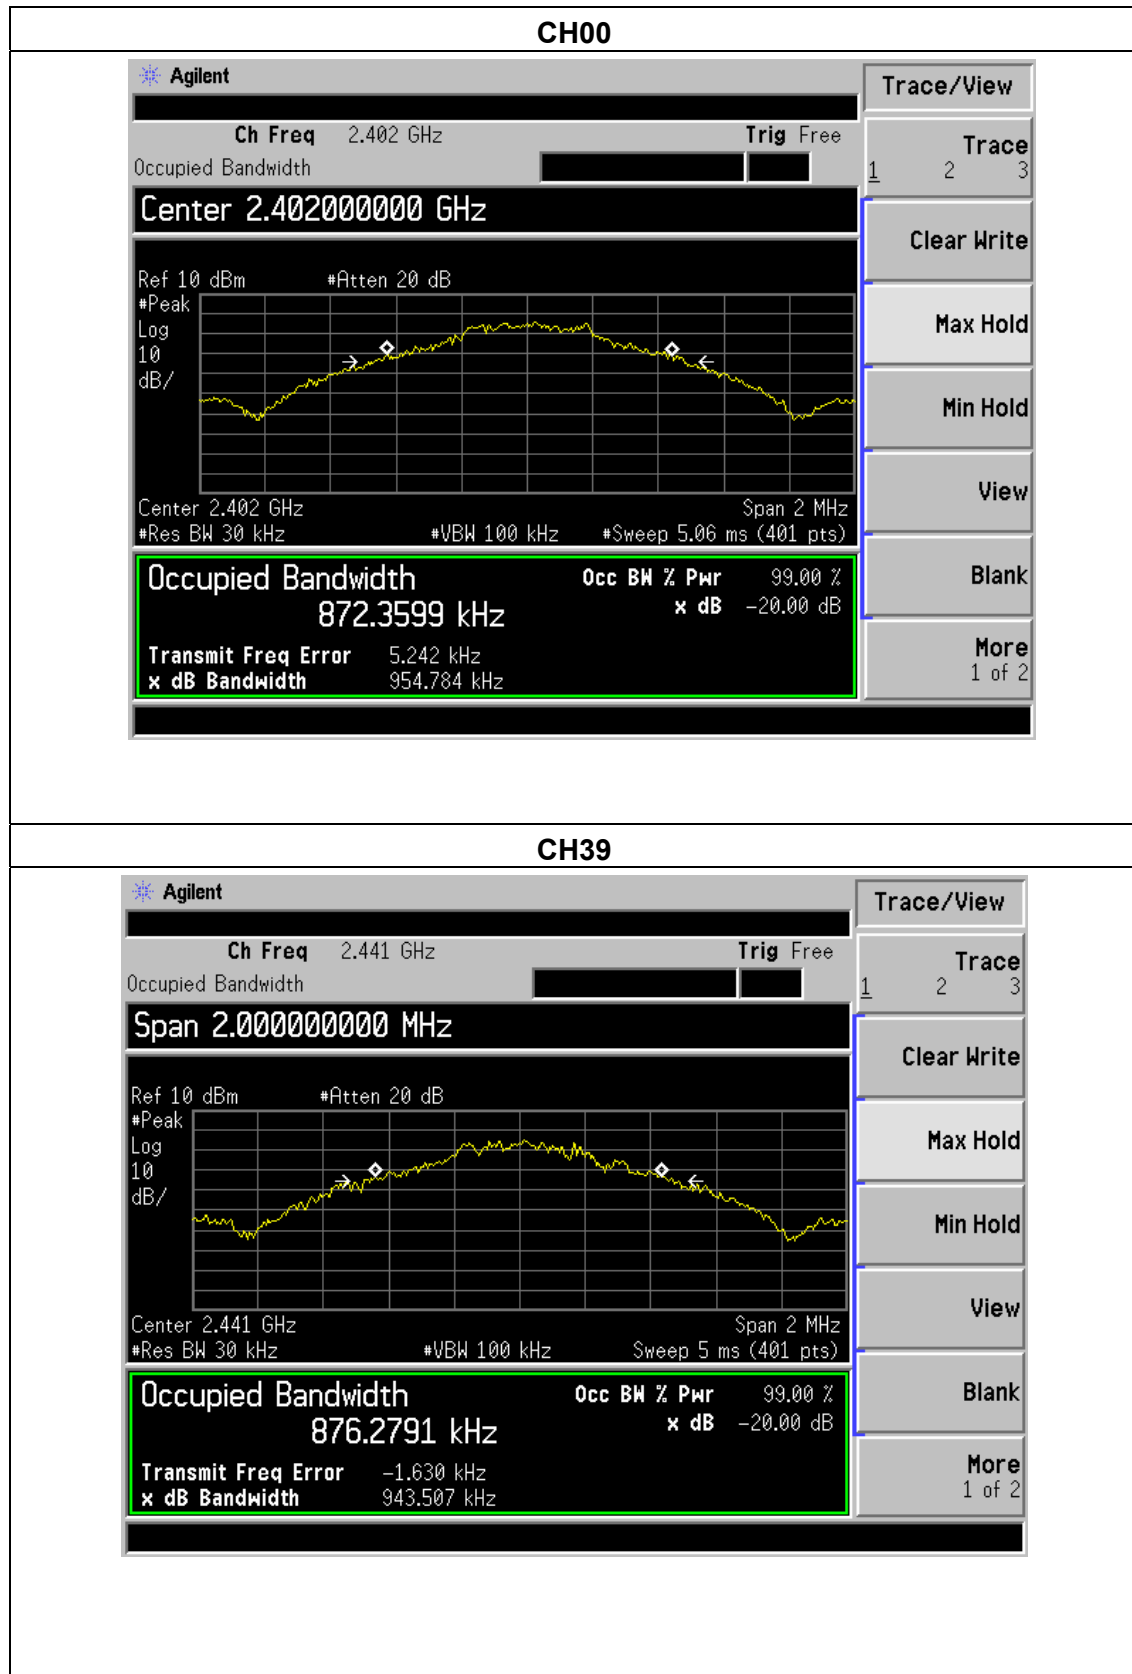 CH00
Agilent
Trace/View
Ch Freq 2.402 GHz Trig Free
Occupied Bandwidth
Trace
1 2 3
Center 2.402000000 GHz
Clear Write
Ref 10 dBm #Atten 20 dB
#Peak
Log
10
dB/
Max Hold
Min Hold
View
Center 2.402 GHz Span 2 MHz
#Res BW 30 kHz #VBW 100 kHz #Sweep 5.06 ms (401 pts)
Occupied Bandwidth Occ BW % Pwr 99.00 %
872.3599 kHz x dB -20.00 dB
Blank
Transmit Freq Error 5.242 kHz
x dB Bandwidth 954.784 kHz
More
1 of 2
CH39
Agilent
Trace/View
Ch Freq 2.441 GHz Trig Free
Occupied Bandwidth
Trace
1 2 3
Span 2.000000000 MHz
Clear Write
Ref 10 dBm #Atten 20 dB
#Peak
Log
10
dB/
Max Hold
Min Hold
View
Center 2.441 GHz Span 2 MHz
#Res BW 30 kHz #VBW 100 kHz Sweep 5 ms (401 pts)
Occupied Bandwidth Occ BW % Pwr 99.00 %
876.2791 kHz x dB -20.00 dB
Blank
Transmit Freq Error -1.630 kHz
x dB Bandwidth 943.507 kHz
More
1 of 2